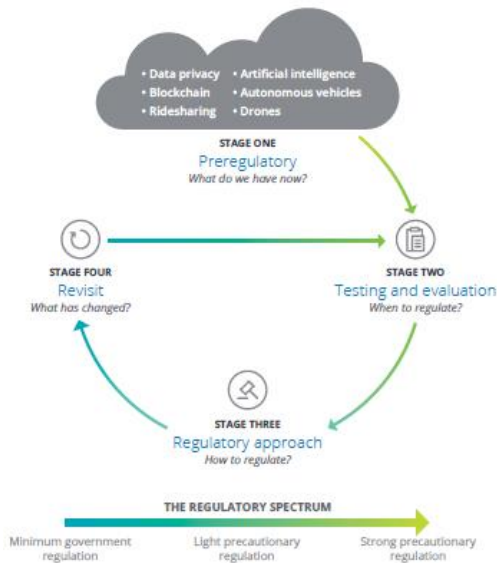 • Data privacy • Artificial intelligence
• Blockchain • Autonomous vehicles
• Ridesharing • Drones
STAGE ONE
Preregulatory
What do we have now?
STAGE FOUR
Revisit
What has changed?
STAGE TWO
Testing and evaluation
When to regulate?
STAGE THREE
Regulatory approach
How to regulate?
THE REGULATORY SPECTRUM
Minimum government
regulation
Light precautionary
regulation
Strong precautionary
regulation